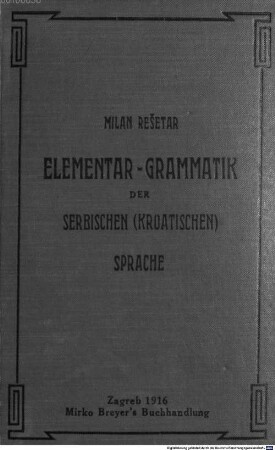 MILAN REŠETAR
ELEMENTAR-GRAMMATIK
DER
SERBISCHEN (KROATISCHEN)
SPRACHE
Zagreb 1916
Mirko Breyer's Buchhandlung